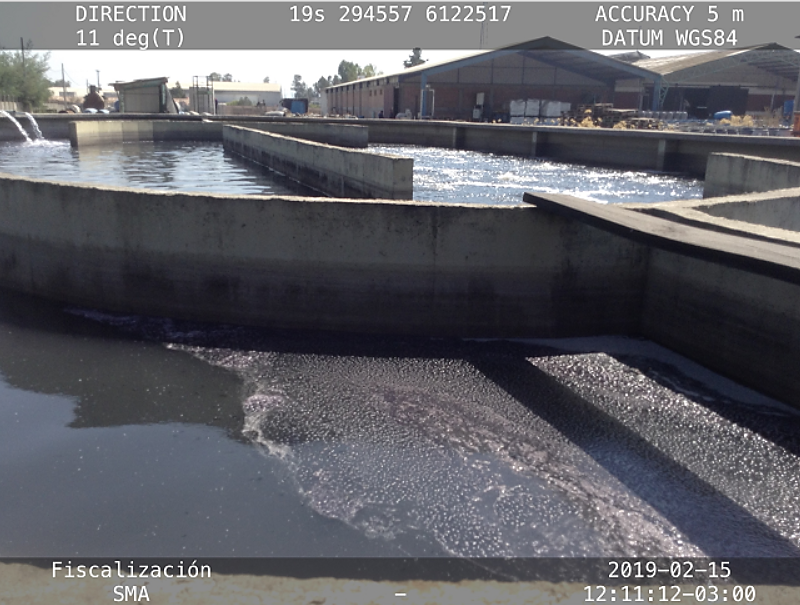 DIRECTION
11 deg(T)
19s 294557 6122517
ACCURACY 5 m
DATUM WGS84
Fiscalización
SMA
–
2019-02-15
12:11:12-03:00